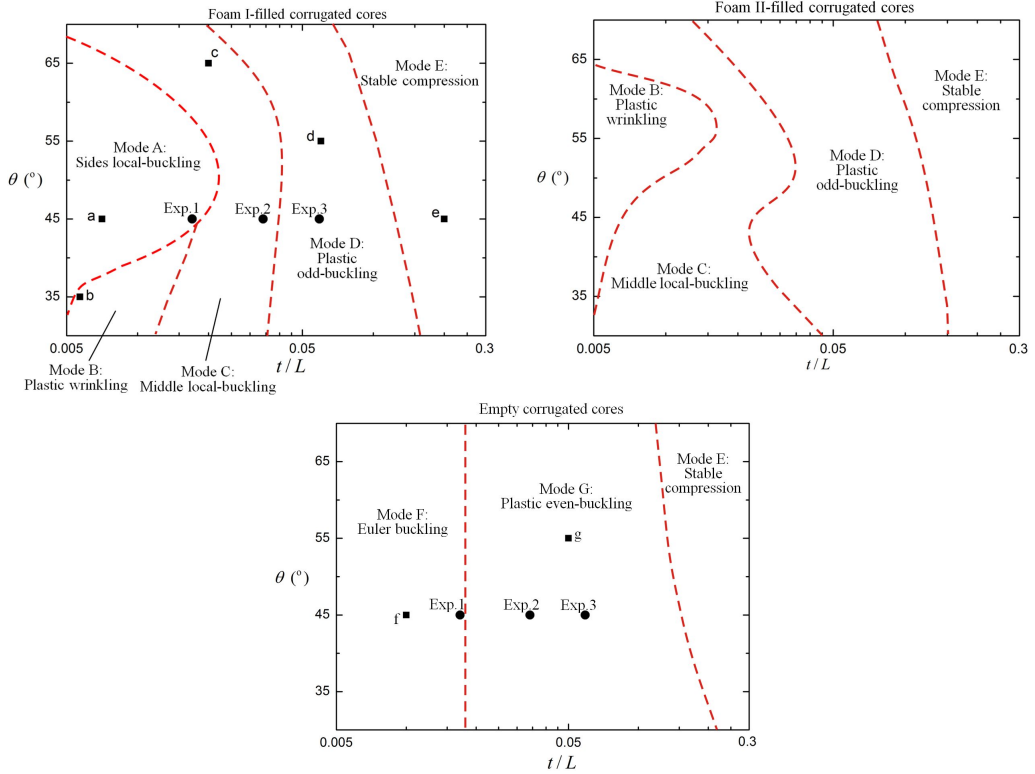 Foam I-filled corrugated cores
65
55
45
35
θ (°)
c
Mode E:
Stable compression
Mode A:
Sides local-buckling
d
a
Exp.1
Exp.2
Exp.3
e
Mode D:
Plastic
odd-buckling
b
0.005
0.05
0.3
t / L
Mode B:
Plastic wrinkling
Mode C:
Middle local-buckling
Foam II-filled corrugated cores
65
55
45
35
θ (°)
Mode B:
Plastic
wrinkling
Mode E:
Stable
compression
Mode D:
Plastic
odd-buckling
Mode C:
Middle local-buckling
0.005
0.05
0.3
t / L
Empty corrugated cores
65
55
45
35
θ (°)
Mode E:
Stable
compression
Mode G:
Plastic even-buckling
Mode F:
Euler buckling
g
f
Exp.1
Exp.2
Exp.3
0.005
0.05
0.3
t / L